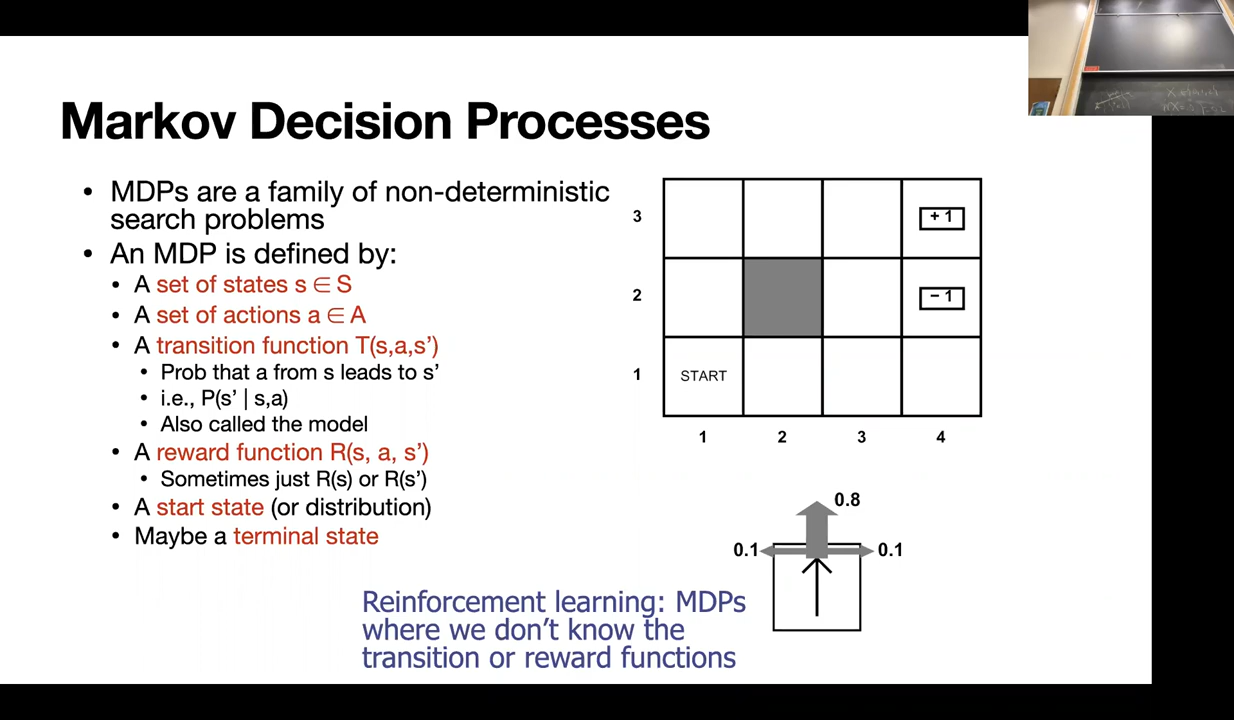 Markov Decision Processes
• MDPs are a family of non-deterministic
search problems
• An MDP is defined by:
• A set of states s ∈ S
• A set of actions a ∈ A
• A transition function T(s,a,s’)
• Prob that a from s leads to s’
• i.e., P(s’ | s,a)
• Also called the model
• A reward function R(s, a, s’)
• Sometimes just R(s) or R(s’)
• A start state (or distribution)
• Maybe a terminal state
3
+ 1
2
− 1
1
START
1 2 3 4
0.8
0.1 0.1
Reinforcement learning: MDPs
where we don’t know the
transition or reward functions